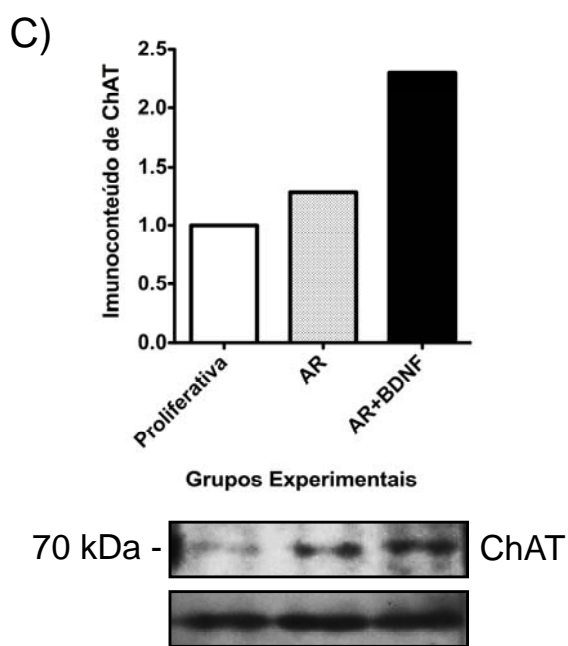 C)
Imunoconteúdo de ChAT
2.5
2.0
1.5
1.0
0.5
0.0
Proliferativa
AR
AR+BDNF
Grupos Experimentais
70 kDa -
ChAT